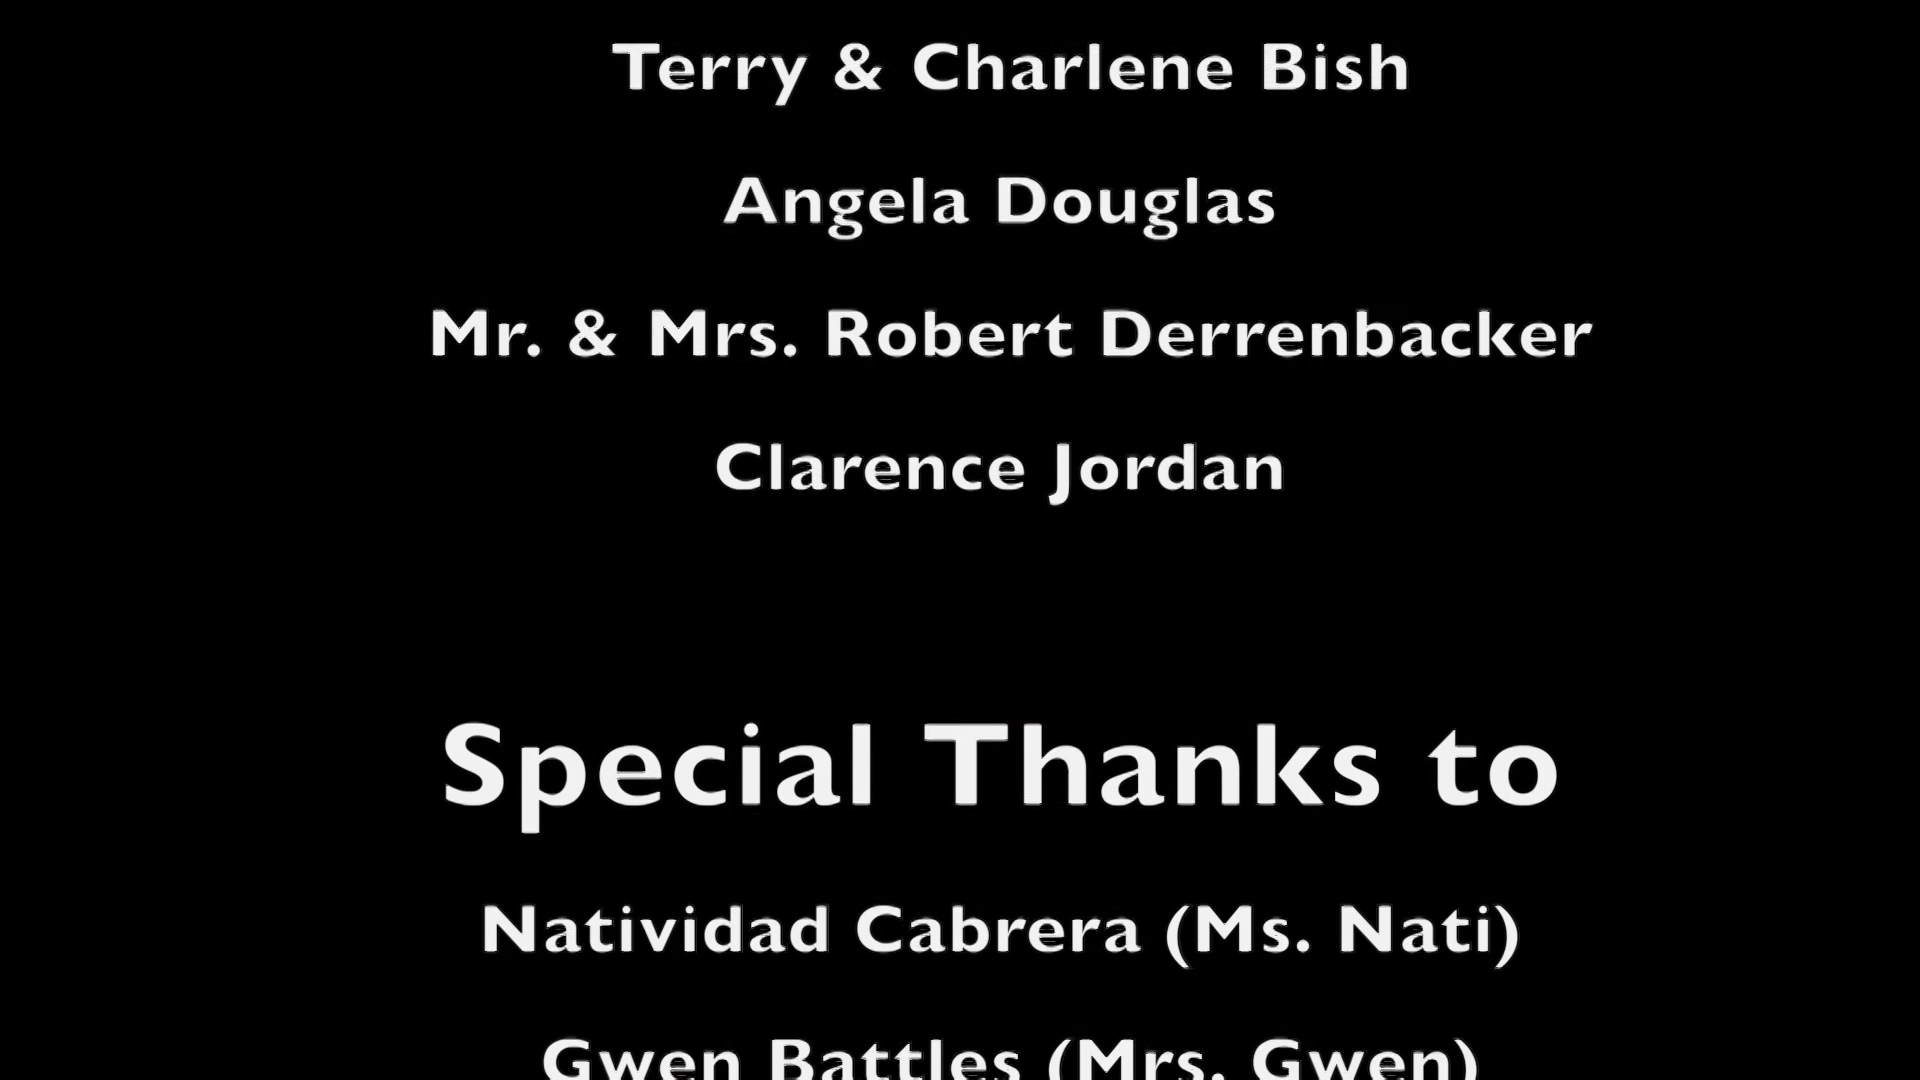 Terry & Charlene Bish
Angela Douglas
Mr. & Mrs. Robert Derrenbacker
Clarence Jordan
Special Thanks to
Natividad Cabrera (Ms. Nati)
Gwen Battles (Mrs. Gwen)